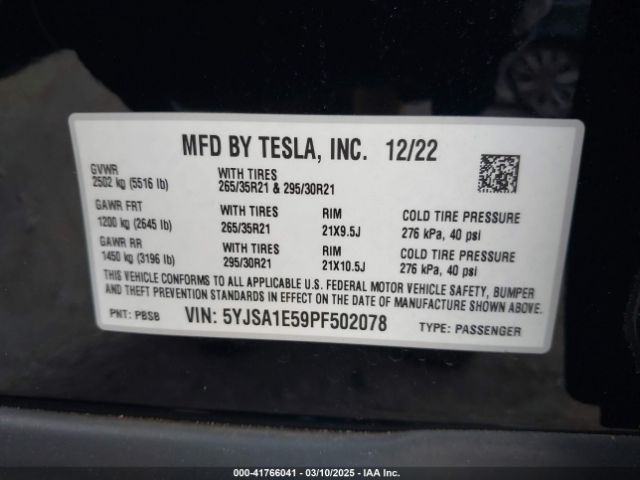 MFD BY TESLA, INC. 12/22
GVWR
2502 kg (5516 lb)
WITH TIRES
265/35R21 & 295/30R21
GAWR FRT
1200 kg (2645 lb)
WITH TIRES
265/35R21
RIM
21X9.5J
COLD TIRE PRESSURE
276 kPa, 40 psi
GAWR RR
1450 kg (3196 lb)
WITH TIRES
295/30R21
RIM
21X10.5J
COLD TIRE PRESSURE
276 kPa, 40 psi
THIS VEHICLE CONFORMS TO ALL APPLICABLE U.S. FEDERAL MOTOR VEHICLE SAFETY, BUMPER
AND THEFT PREVENTION STANDARDS IN EFFECT ON THE DATE OF MANUFACTURE SHOWN ABOVE.
PNT: PBSB VIN: 5YJSA1E59PF502078 TYPE: PASSENGER
000-41766041 / 03/10/2025 - IAA Inc.